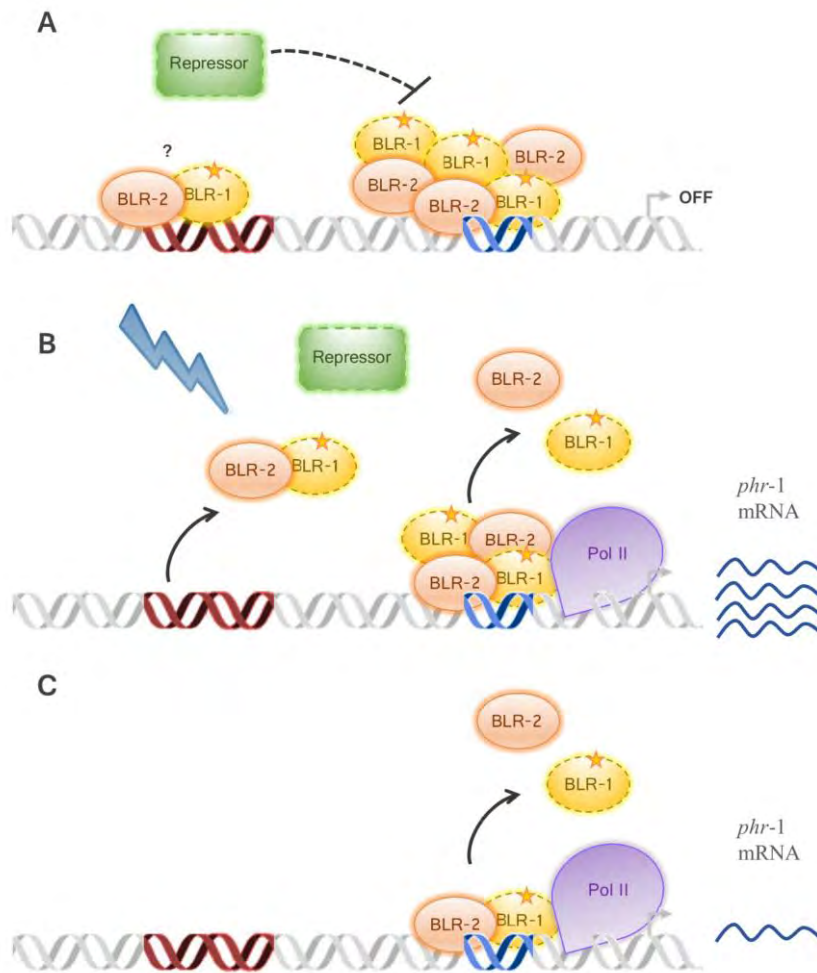 A
Repressor
?
BLR-2
BLR-1
BLR-1
BLR-1
BLR-2
BLR-2
BLR-2
BLR-1
OFF
B
Repressor
BLR-2
BLR-1
BLR-2
BLR-1
phr-1
mRNA
BLR-1
BLR-2
BLR-2
BLR-1
Pol II
C
BLR-2
BLR-1
phr-1
mRNA
BLR-2
BLR-1
Pol II